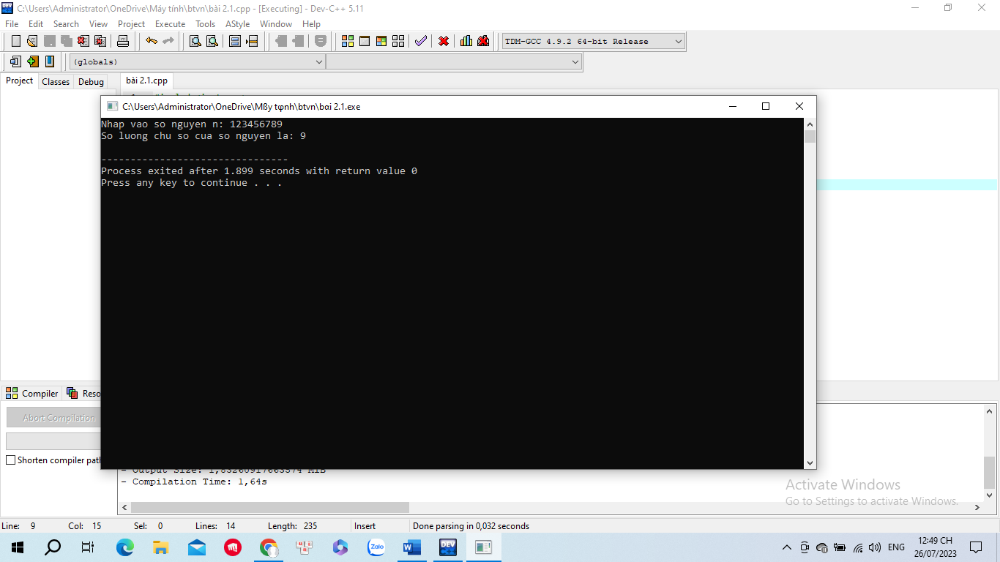 C:\Users\Administrator\OneDrive\Máy tính\btvn\bài 2.1.cpp - [Executing] - Dev-C++ 5.11
File Edit Search View Project Execute Tools AStyle Window Help
TDM-GCC 4.9.2 64-bit Release
(globals)
Project Classes Debug bài 2.1.cpp
C:\Users\Administrator\OneDrive\Mßy tφnh\btvn\bαi 2.1.exe
Nhap vao so nguyen n: 123456789
So luong chu so cua so nguyen la: 9
--------------------------------
Process exited after 1.899 seconds with return value 0
Press any key to continue . . .
Compiler Reso
Abort Compilation
Shorten compiler path
- Output Size: 1,83260917663574 MiB
- Compilation Time: 1,64s
Activate Windows
Go to Settings to activate Windows.
Line: 9 Col: 15 Sel: 0 Lines: 14 Length: 235 Insert Done parsing in 0,032 seconds
Zalo DEV C++ ENG 12:49 CH
26/07/2023